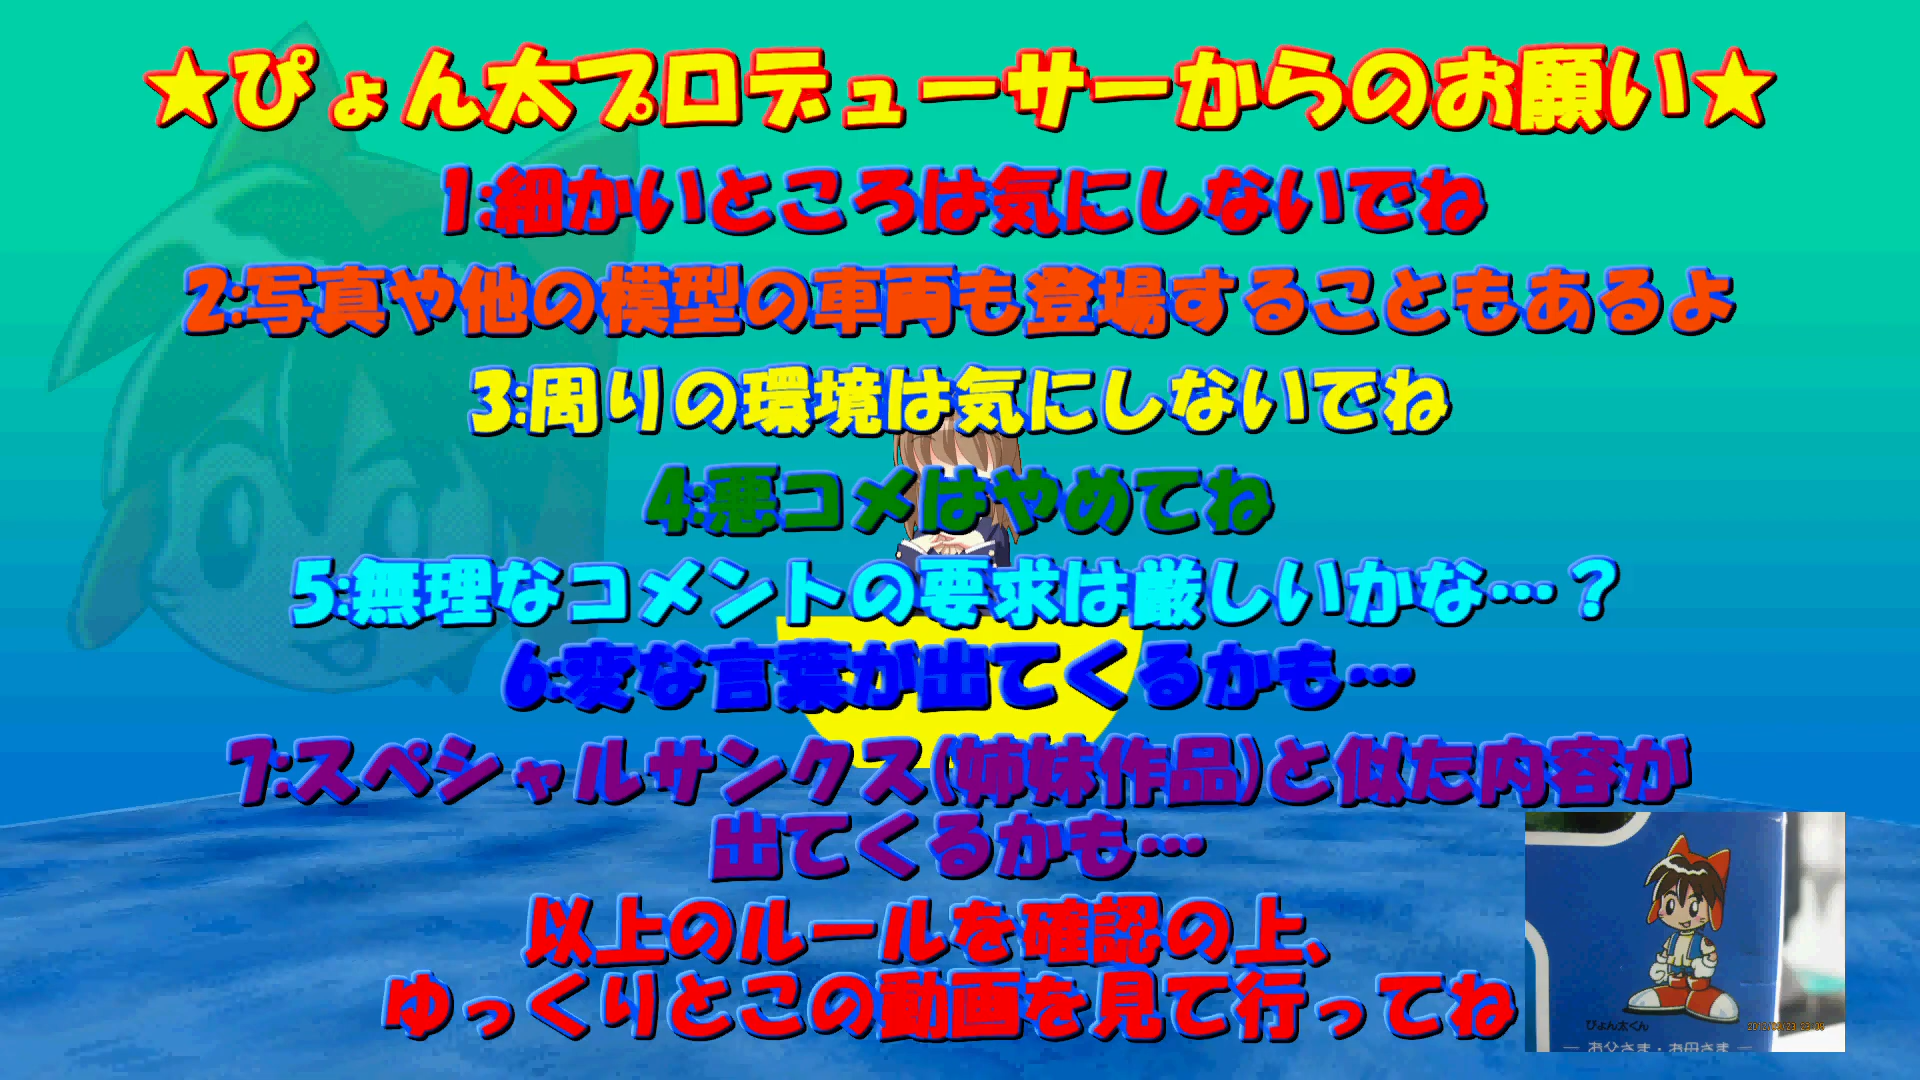 ★ぴょん太プロデューサーからのお願い★
1:細かいところは気にしないでね
2:写真や他の模型の車両も登場することもあるよ
3:周りの環境は気にしないでね
4:悪コメはやめてね
5:無理なコメントの要求は厳しいかな…？
6:変な言葉が出てくるかも…
7:スペシャルサンクス(姉妹作品)と似た内容が
出てくるかも…
以上のルールを確認の上、
ゆっくりとこの動画を見て行ってね
ぴょん太くん
― お父さま・お母さま ―